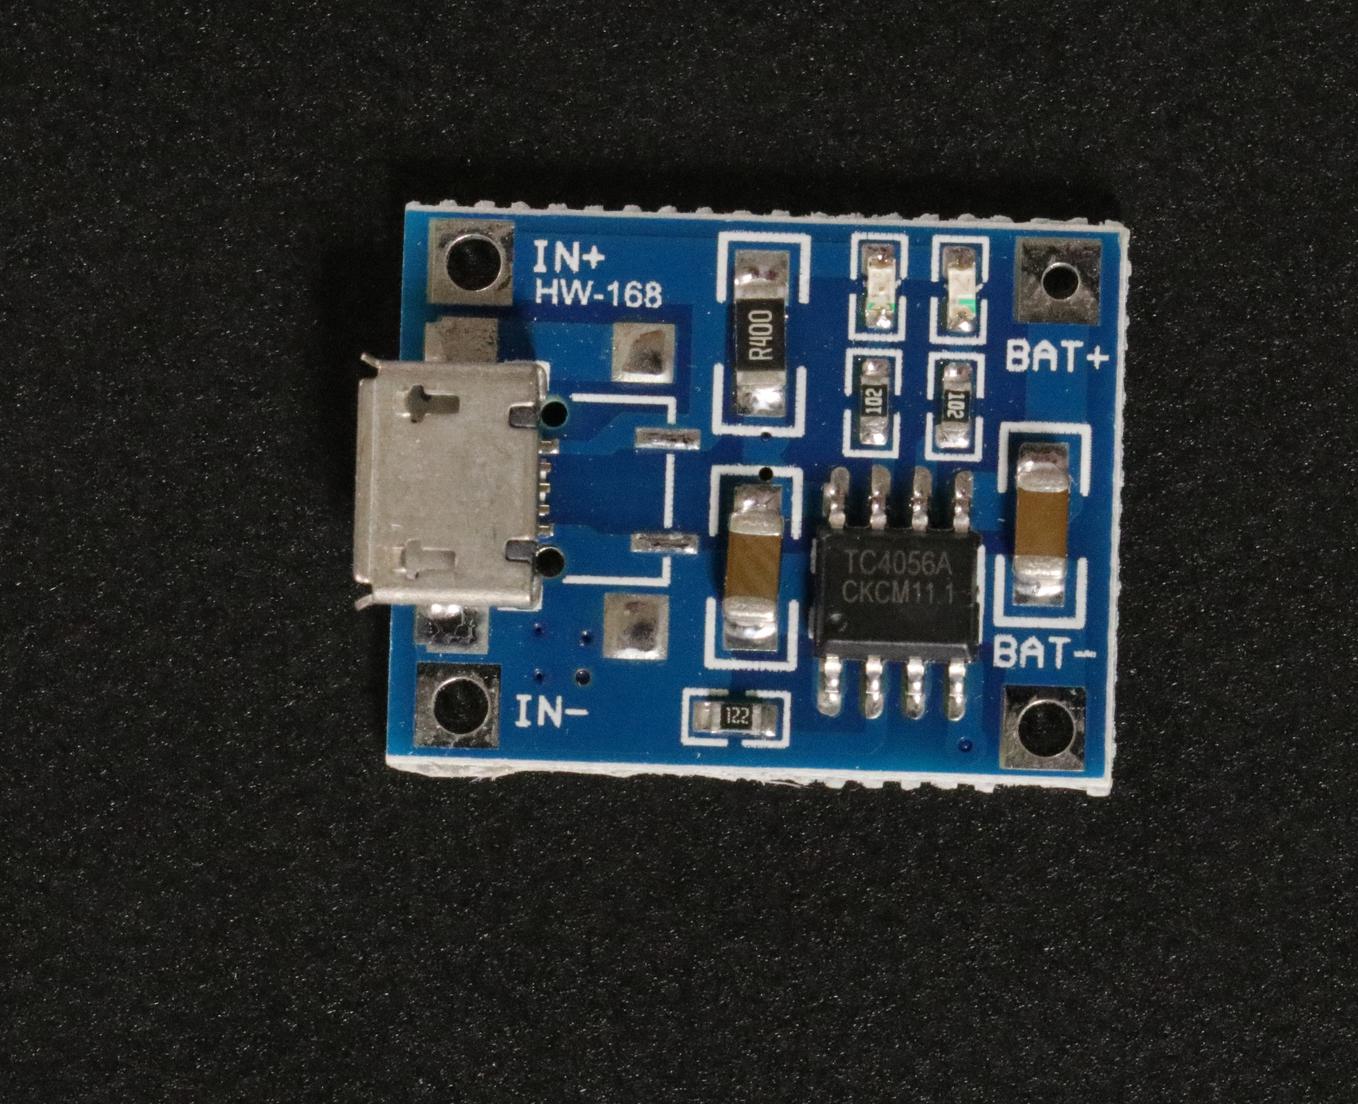 IN+
HW-168
R400
102
102
BAT+
TC4056A
CKCM11.1
BAT-
IN-
122